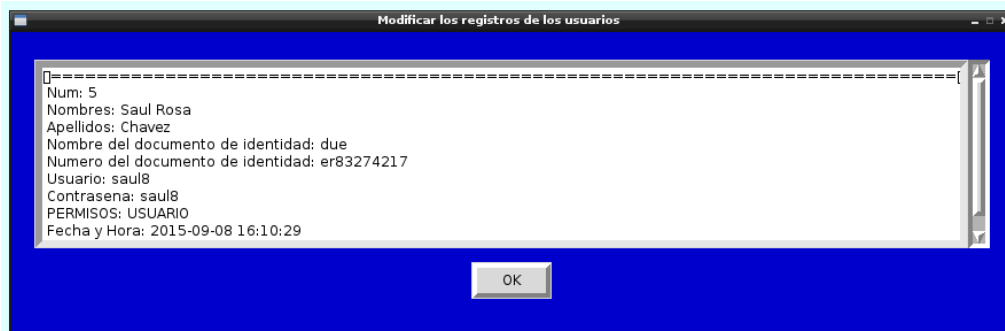 Modificar los registros de los usuarios
▯===============================================================================▯
Num: 5
Nombres: Saul Rosa
Apellidos: Chavez
Nombre del documento de identidad: due
Numero del documento de identidad: er83274217
Usuario: saul8
Contrasena: saul8
PERMISOS: USUARIO
Fecha y Hora: 2015-09-08 16:10:29
OK